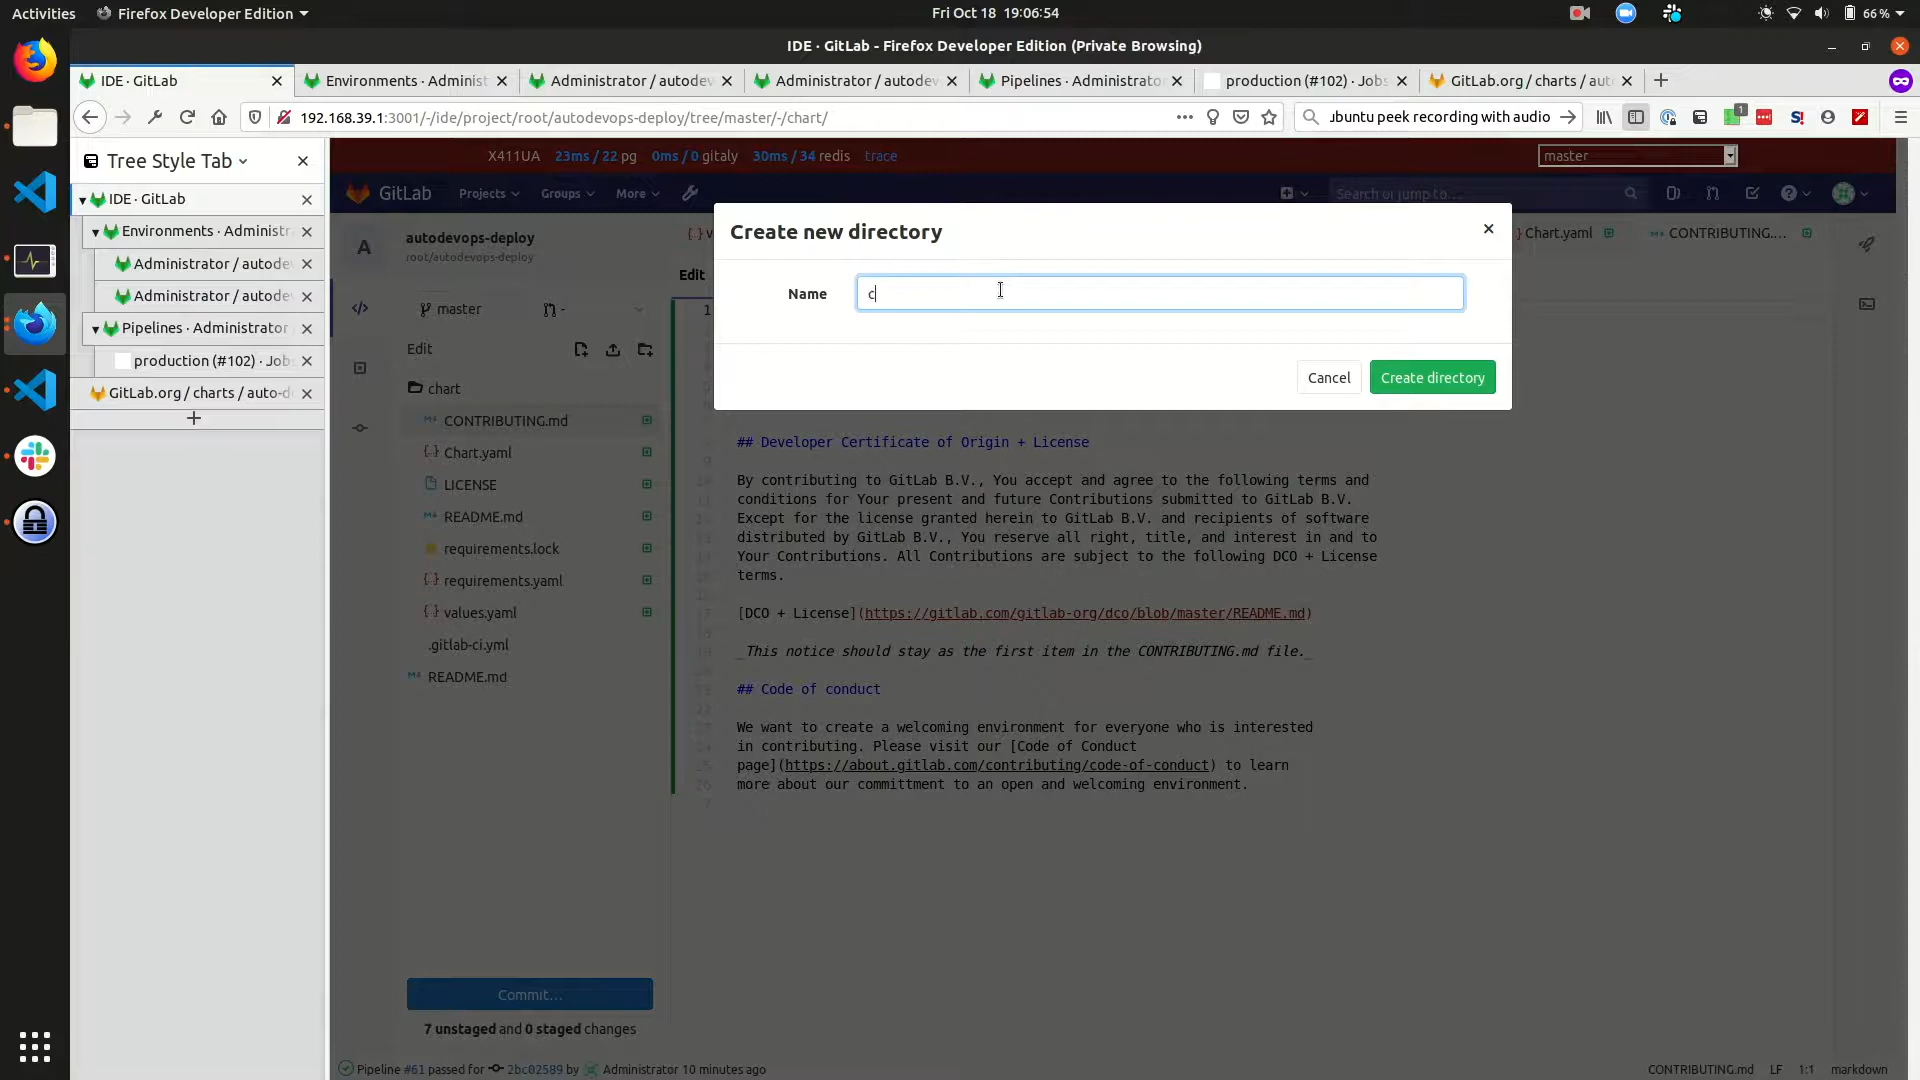 Activities
Firefox Developer Edition
Fri Oct 18 19:06:54
66 %
IDE · GitLab - Firefox Developer Edition (Private Browsing)
IDE · GitLab
Environments · Administ
Administrator / autodev
Administrator / autodev
Pipelines · Administrator
production (#102) · Jobs
GitLab.org / charts / aut
192.168.39.1:3001/-/ide/project/root/autodevops-deploy/tree/master/-/chart/
ubuntu peek recording with audio
1
S!
Tree Style Tab
X411UA
23ms / 22 pg
0ms / 0 gitaly
30ms / 34 redis
trace
master
IDE · GitLab
Environments · Administr
Administrator / autode
Administrator / autode
Pipelines · Administrator
production (#102) · Job
GitLab.org / charts / auto-d
GitLab
Projects
Groups
More
Search or jump to…
A
autodevops-deploy
root/autodevops-deploy
Chart.yaml
CONTRIBUTING....
Edit
Create new directory
Name
c
Cancel
Create directory
master
-
Edit
chart
CONTRIBUTING.md
Chart.yaml
LICENSE
README.md
requirements.lock
requirements.yaml
values.yaml
.gitlab-ci.yml
README.md
1
## Developer Certificate of Origin + License
By contributing to GitLab B.V., You accept and agree to the following terms and
conditions for Your present and future Contributions submitted to GitLab B.V.
Except for the license granted herein to GitLab B.V. and recipients of software
distributed by GitLab B.V., You reserve all right, title, and interest in and to
Your Contributions. All Contributions are subject to the following DCO + License
terms.
[DCO + License](https://gitlab.com/gitlab-org/dco/blob/master/README.md)
_This notice should stay as the first item in the CONTRIBUTING.md file._
## Code of conduct
We want to create a welcoming environment for everyone who is interested
in contributing. Please visit our [Code of Conduct
page](https://about.gitlab.com/contributing/code-of-conduct) to learn
more about our committment to an open and welcoming environment.
Commit…
7 unstaged and 0 staged changes
Pipeline #61 passed for 2bc02589 by Administrator 10 minutes ago
CONTRIBUTING.md
LF
1:1
markdown